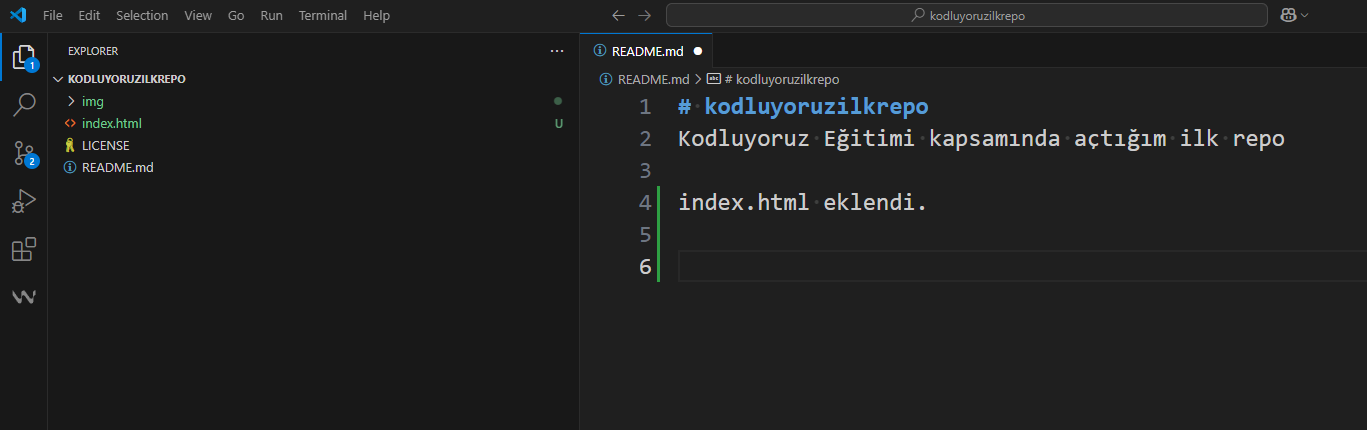 File Edit Selection View Go Run Terminal Help
kodluyoruzilkrepo
EXPLORER
KODLUYORUZILKREPO
img
index.html U
LICENSE
README.md
1
2
README.md
README.md > # kodluyoruzilkrepo
1 # kodluyoruzilkrepo
2 Kodluyoruz Eğitimi kapsamında açtığım ilk repo
3
4 index.html eklendi.
5
6